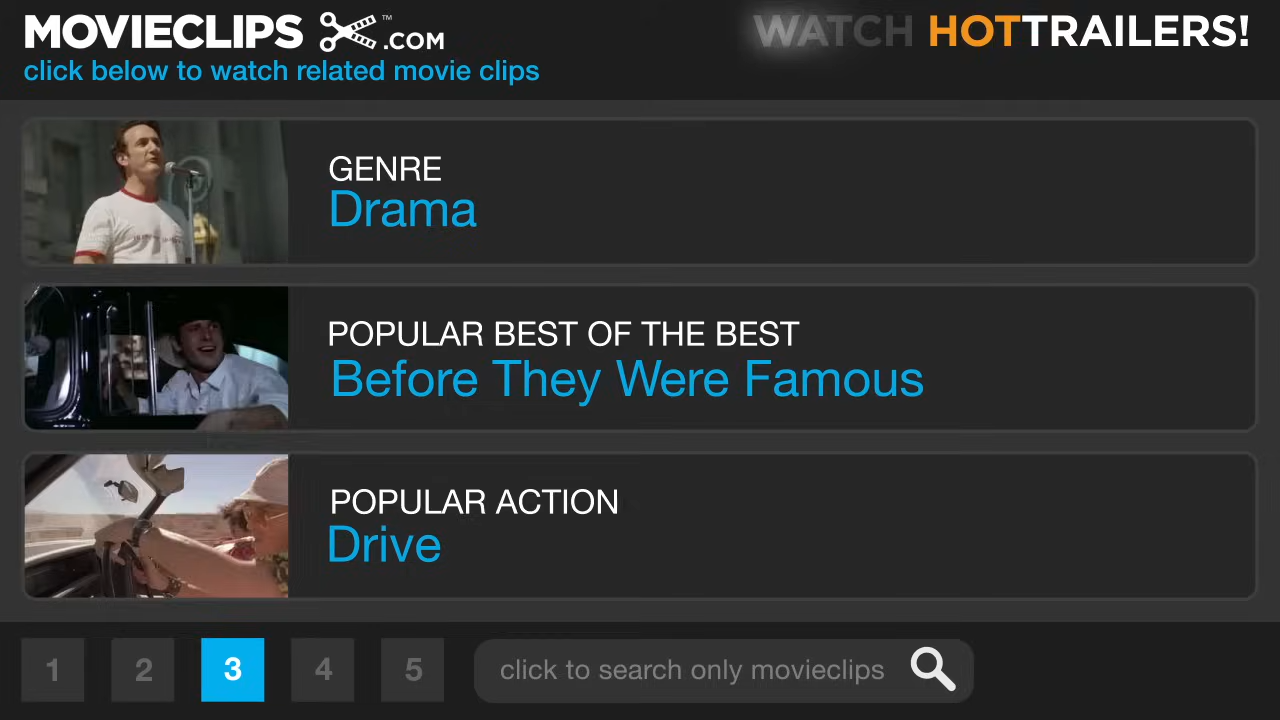 MOVIECLIPS ™ .COM
click below to watch related movie clips
WATCH HOTTRAILERS!
GENRE
Drama
POPULAR BEST OF THE BEST
Before They Were Famous
POPULAR ACTION
Drive
1 2 3 4 5
click to search only movieclips